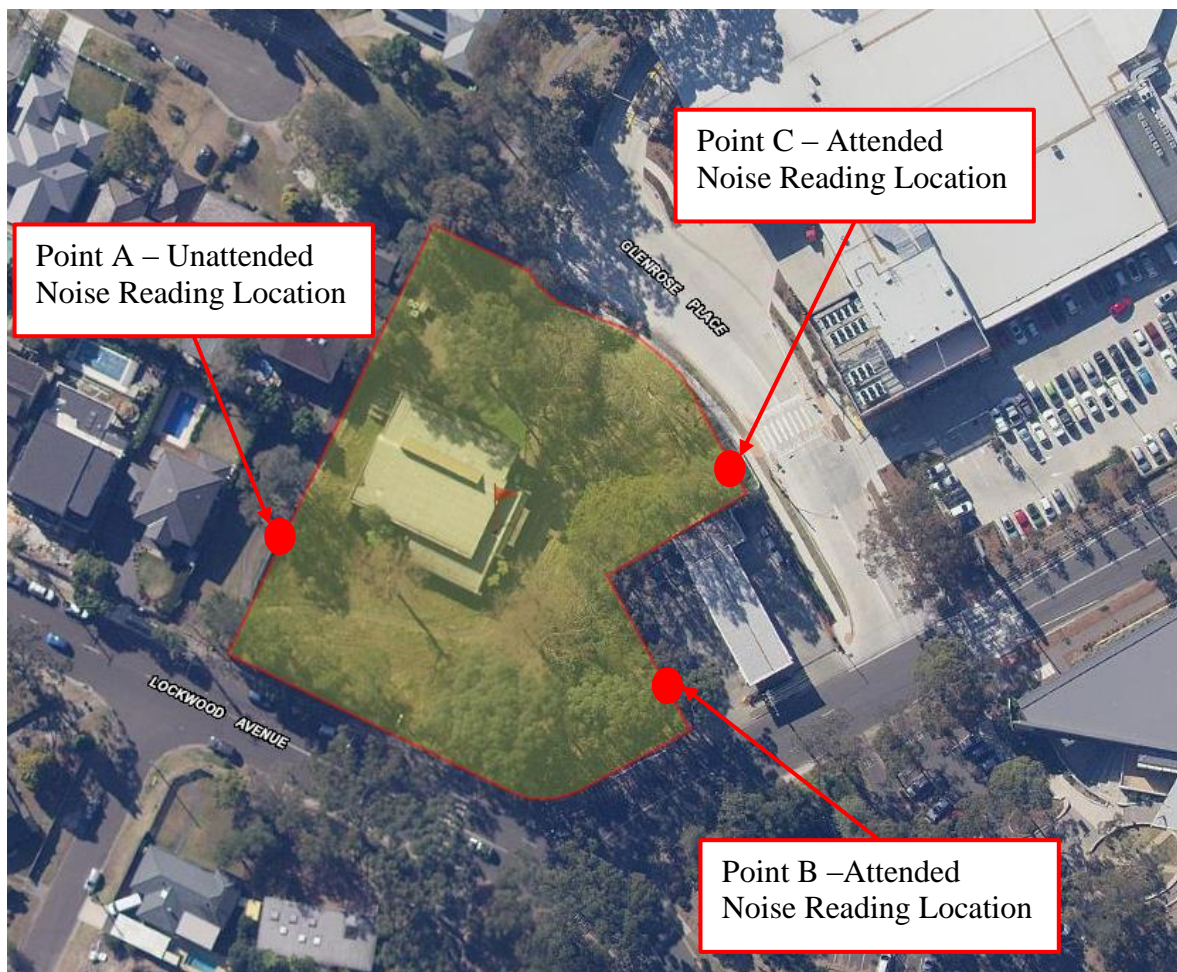 Point C – Attended
Noise Reading Location
Point A – Unattended
Noise Reading Location
GLENROSE PLACE
LOCKWOOD AVENUE
Point B –Attended
Noise Reading Location